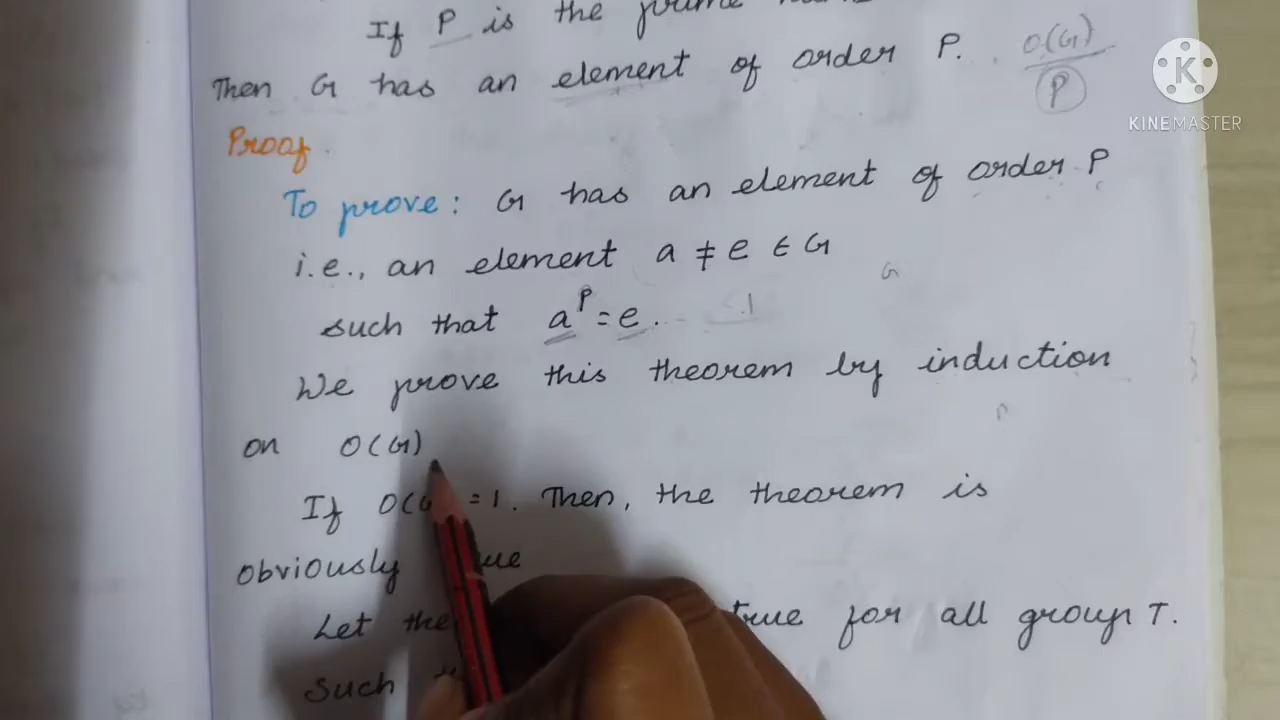 If P is the prime
Then G has an element of order P. O(G)/P
KINEMASTER
Proof.
To prove: G has an element of order P
i.e., an element a ≠ e ∈ G
such that a^P = e.
We prove this theorem by induction
on O(G)
If O(G) = 1. Then, the theorem is
obviously
Let the true for all group T.
Such